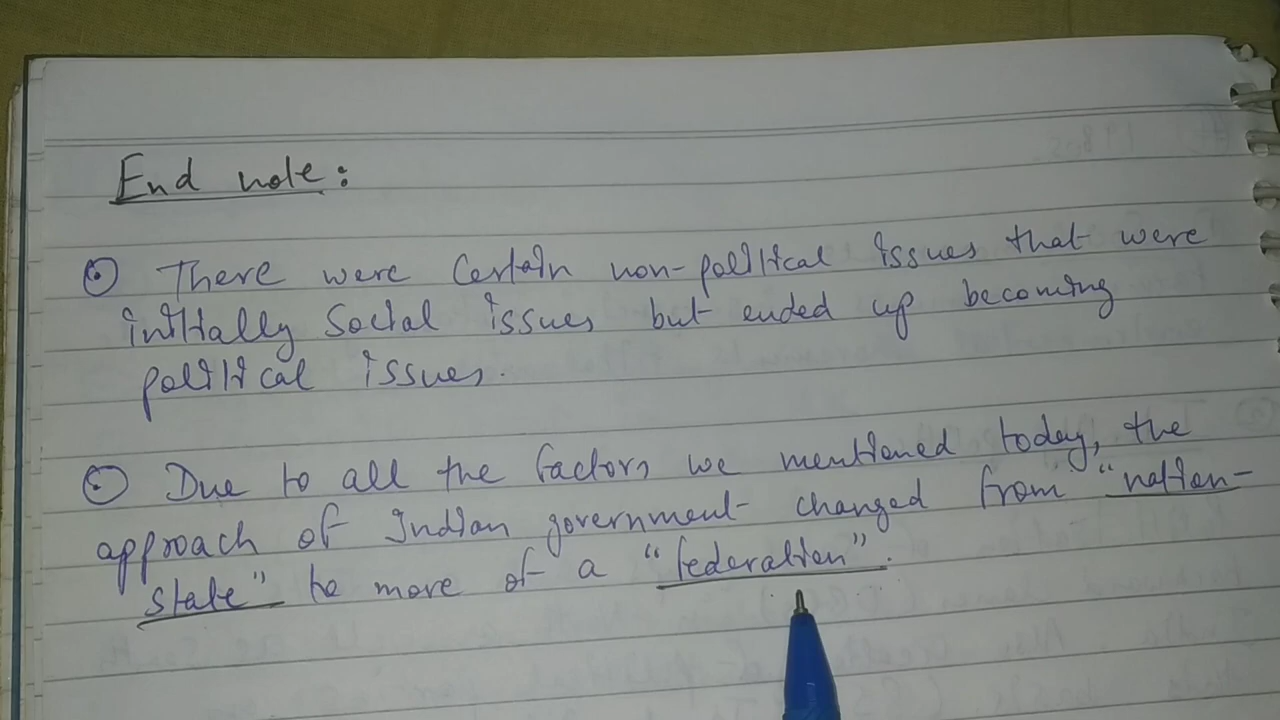 End note:
There were certain non-political issues that were
initially social issues but ended up becoming
political issues.
Due to all the factors we mentioned today, the
approach of Indian government changed from "nation-
state" to more of a "federation".